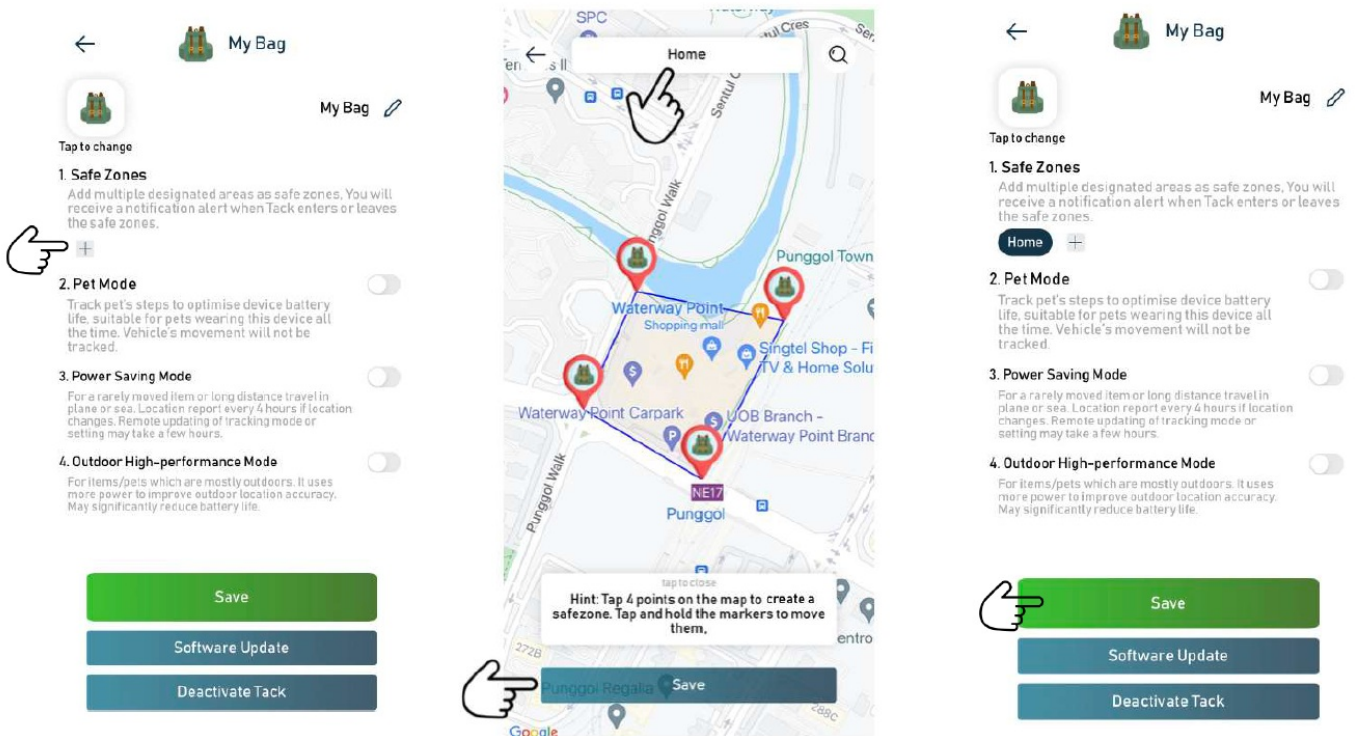 My Bag
My Bag
Tap to change
1. Safe Zones
Add multiple designated areas as safe zones, You will
receive a notification alert when Tack enters or leaves
the safe zones.
2. Pet Mode
Track pet's steps to optimise device battery
life, suitable for pets wearing this device all
the time. Vehicle's movement will not be
tracked.
3. Power Saving Mode
For a rarely moved item or long distance travel in
plane or sea. Location report every 4 hours if location
changes. Remote updating of tracking mode or
setting may take a few hours.
4. Outdoor High-performance Mode
For items/pets which are mostly outdoors. It uses
more power to improve outdoor location accuracy.
May significantly reduce battery life.
Save
Software Update
Deactivate Tack
SPC
Home
Sentul
Punggol Town
Waterway Point
Shopping mall
Singtel Shop - Fi
TV & Home Solu
Waterway Point Carpark
UOB Branch -
Waterway Point Branc
P
NE17
Punggol
Punggol Walk
tap to close
Hint: Tap 4 points on the map to create a
safezone. Tap and hold the markers to move
them,
entro
272B
Punggol Regalia
Save
288C
Google
My Bag
My Bag
Tap to change
1. Safe Zones
Add multiple designated areas as safe zones, You will
receive a notification alert when Tack enters or leaves
the safe zones.
Home
2. Pet Mode
Track pet's steps to optimise device battery
life, suitable for pets wearing this device all
the time. Vehicle's movement will not be
tracked.
3. Power Saving Mode
For a rarely moved item or long distance travel in
plane or sea. Location report every 4 hours if location
changes. Remote updating of tracking mode or
setting may take a few hours.
4. Outdoor High-performance Mode
For items/pets which are mostly outdoors. It uses
more power to improve outdoor location accuracy.
May significantly reduce battery life.
Save
Software Update
Deactivate Tack